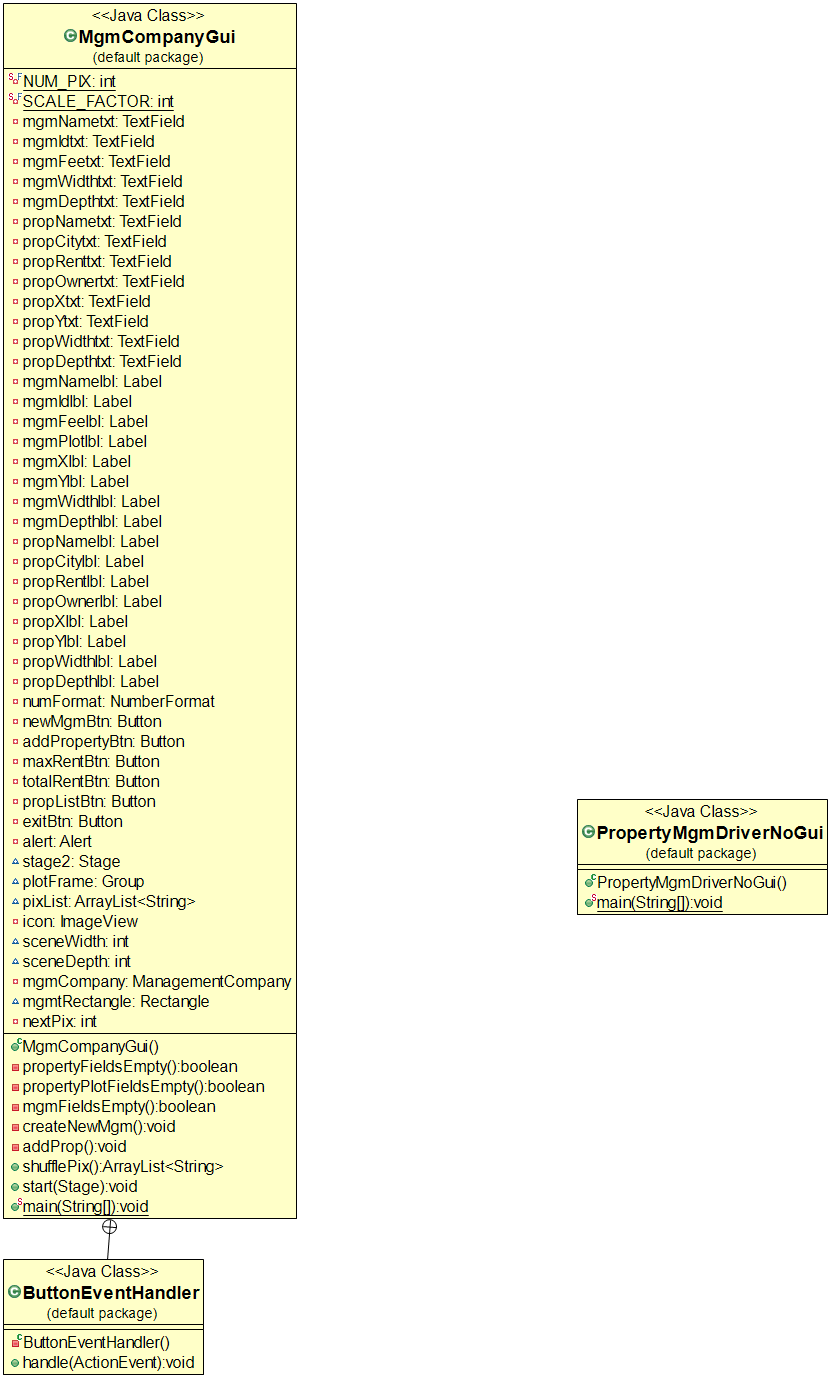 <<Java Class>>
MgmCompanyGui
(default package)
NUM_PIX: int
SCALE_FACTOR: int
mgmNametxt: TextField
mgmIdtxt: TextField
mgmFeetxt: TextField
mgmWidthtxt: TextField
mgmDepthtxt: TextField
propNametxt: TextField
propCitytxt: TextField
propRenttxt: TextField
propOwnertxt: TextField
propXtxt: TextField
propYtxt: TextField
propWidthtxt: TextField
propDepthtxt: TextField
mgmNamelbl: Label
mgmIdlbl: Label
mgmFeelbl: Label
mgmPlotlbl: Label
mgmXlbl: Label
mgmYlbl: Label
mgmWidthlbl: Label
mgmDepthlbl: Label
propNamelbl: Label
propCitylbl: Label
propRentlbl: Label
propOwnerlbl: Label
propXlbl: Label
propYlbl: Label
propWidthlbl: Label
propDepthlbl: Label
numFormat: NumberFormat
newMgmBtn: Button
addPropertyBtn: Button
maxRentBtn: Button
totalRentBtn: Button
propListBtn: Button
exitBtn: Button
alert: Alert
stage2: Stage
plotFrame: Group
pixList: ArrayList<String>
icon: ImageView
sceneWidth: int
sceneDepth: int
mgmCompany: ManagementCompany
mgmtRectangle: Rectangle
nextPix: int
MgmCompanyGui()
propertyFieldsEmpty():boolean
propertyPlotFieldsEmpty():boolean
mgmFieldsEmpty():boolean
createNewMgm():void
addProp():void
shufflePix():ArrayList<String>
start(Stage):void
main(String[]):void
<<Java Class>>
ButtonEventHandler
(default package)
ButtonEventHandler()
handle(ActionEvent):void
<<Java Class>>
PropertyMgmDriverNoGui
(default package)
PropertyMgmDriverNoGui()
main(String[]):void